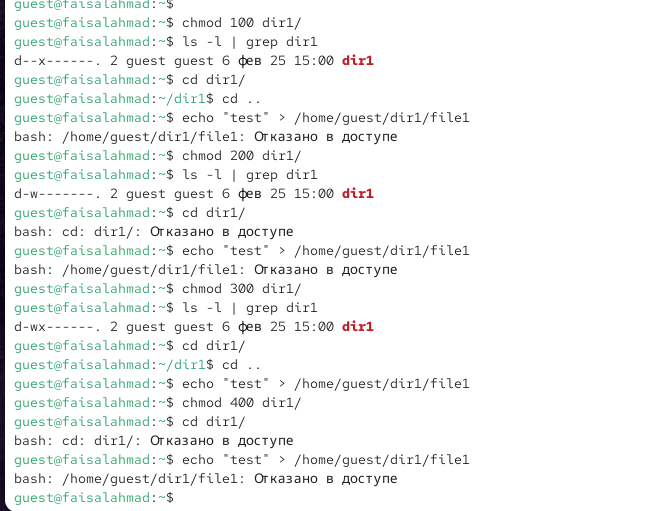 guest@faisalahmad:~$
guest@faisalahmad:~$ chmod 100 dir1/
guest@faisalahmad:~$ ls -l | grep dir1
d--x------. 2 guest guest 6 фев 25 15:00 dir1
guest@faisalahmad:~$ cd dir1/
guest@faisalahmad:~/dir1$ cd ..
guest@faisalahmad:~$ echo "test" > /home/guest/dir1/file1
bash: /home/guest/dir1/file1: Отказано в доступе
guest@faisalahmad:~$ chmod 200 dir1/
guest@faisalahmad:~$ ls -l | grep dir1
d-w-------. 2 guest guest 6 фев 25 15:00 dir1
guest@faisalahmad:~$ cd dir1/
bash: cd: dir1/: Отказано в доступе
guest@faisalahmad:~$ echo "test" > /home/guest/dir1/file1
bash: /home/guest/dir1/file1: Отказано в доступе
guest@faisalahmad:~$ chmod 300 dir1/
guest@faisalahmad:~$ ls -l | grep dir1
d-wx------. 2 guest guest 6 фев 25 15:00 dir1
guest@faisalahmad:~$ cd dir1/
guest@faisalahmad:~/dir1$ cd ..
guest@faisalahmad:~$ echo "test" > /home/guest/dir1/file1
guest@faisalahmad:~$ chmod 400 dir1/
guest@faisalahmad:~$ cd dir1/
bash: cd: dir1/: Отказано в доступе
guest@faisalahmad:~$ echo "test" > /home/guest/dir1/file1
bash: /home/guest/dir1/file1: Отказано в доступе
guest@faisalahmad:~$